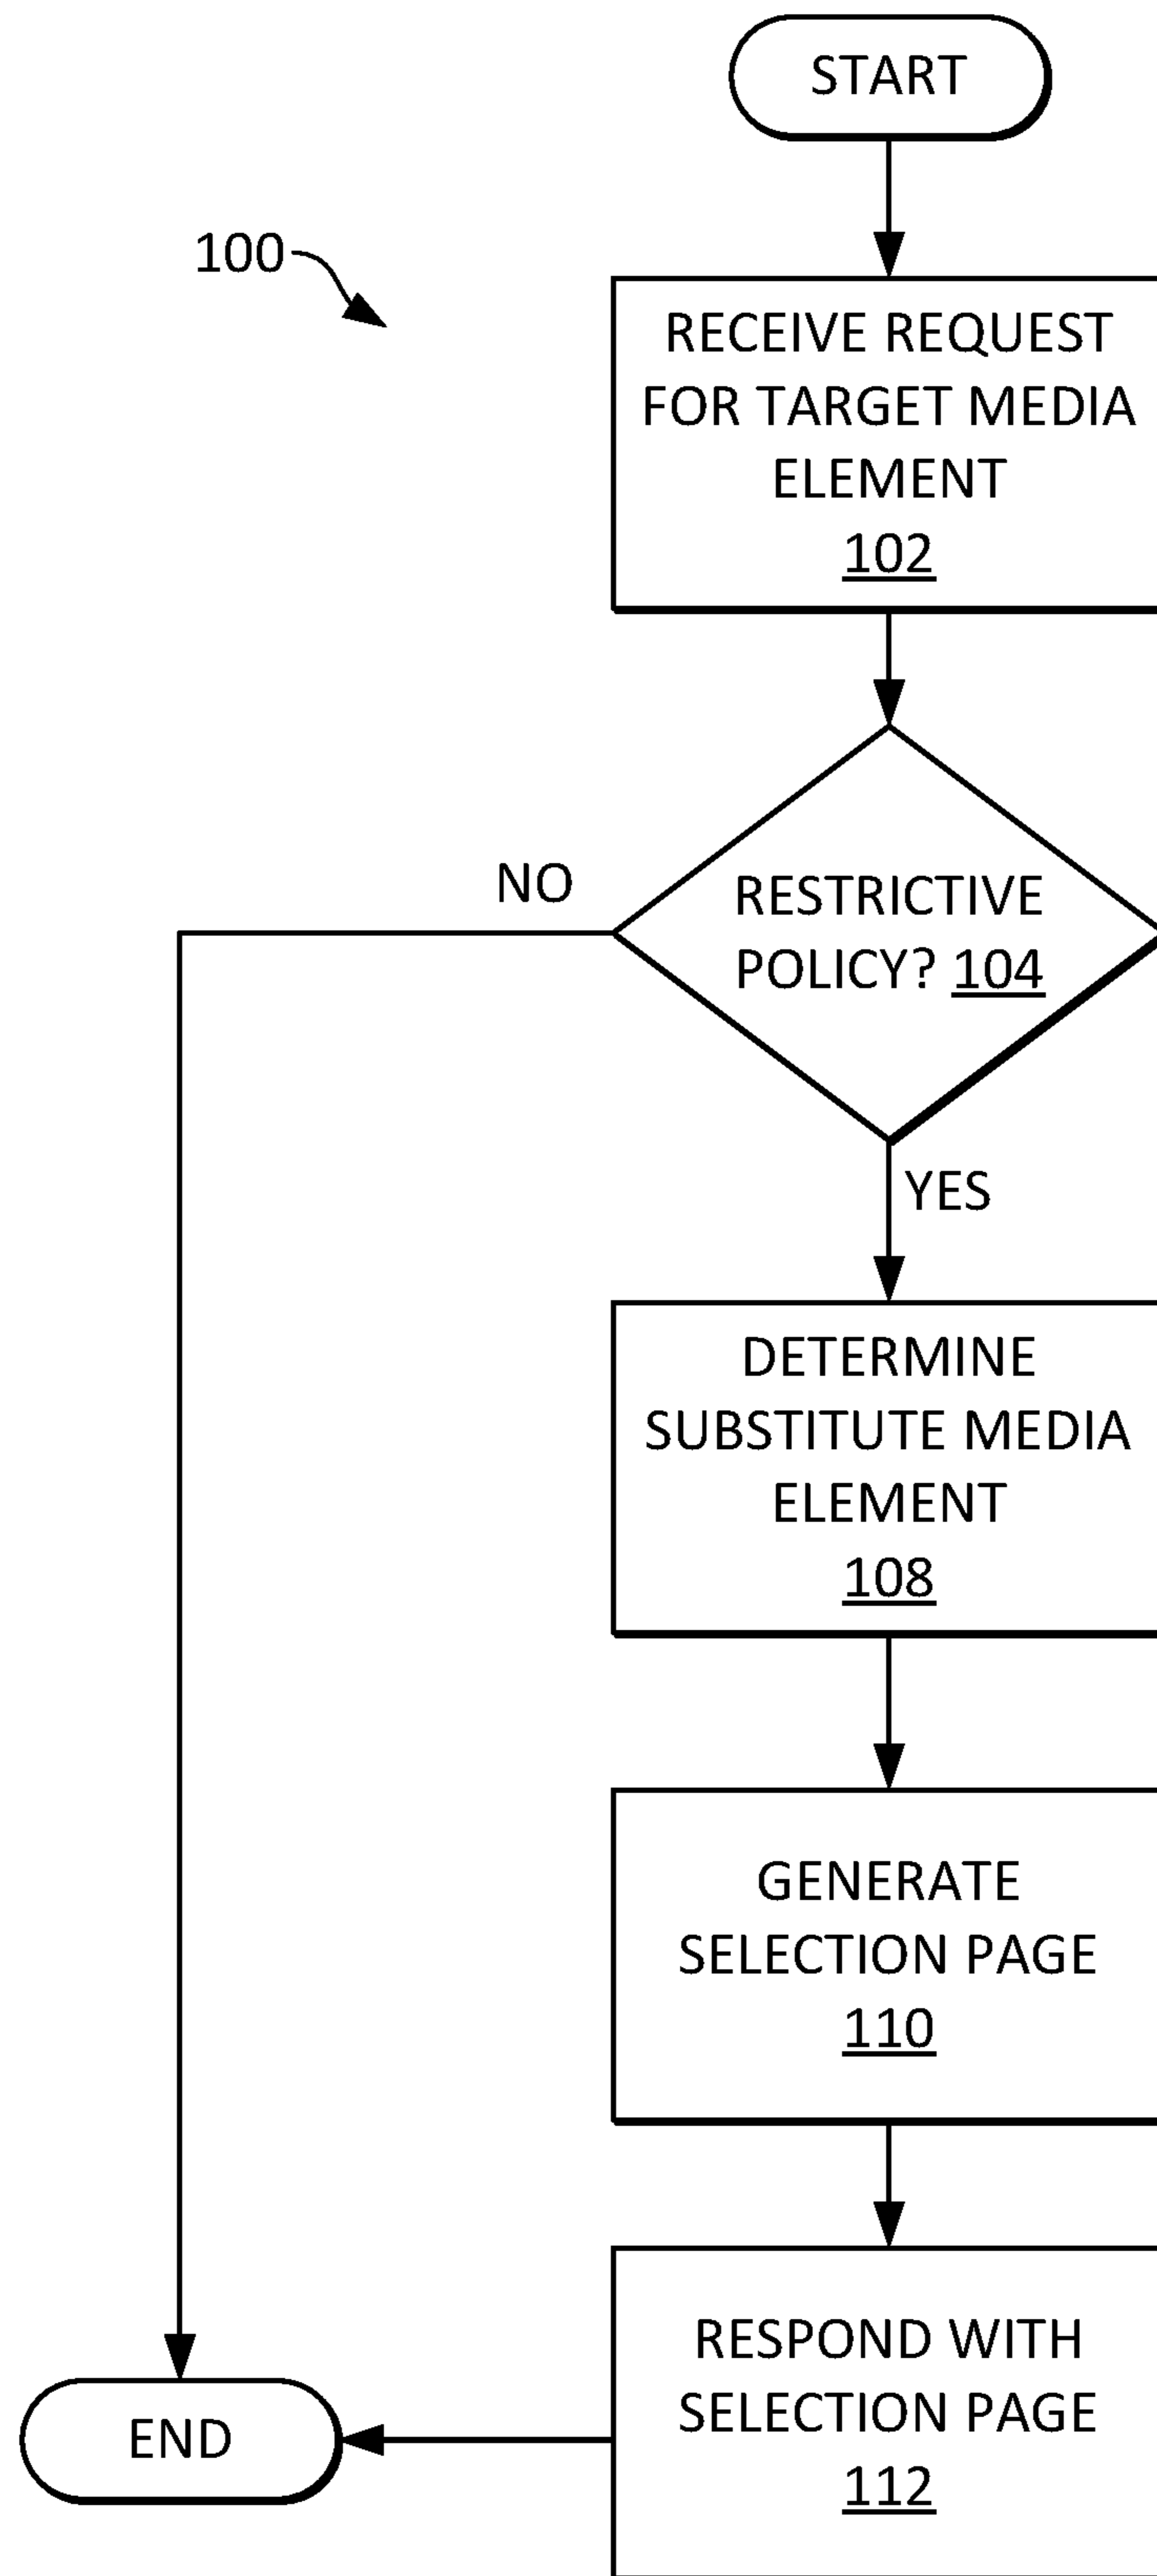 START
100
RECEIVE REQUEST
FOR TARGET MEDIA
ELEMENT
102
NO
RESTRICTIVE
POLICY? 104
YES
DETERMINE
SUBSTITUTE MEDIA
ELEMENT
108
GENERATE
SELECTION PAGE
110
RESPOND WITH
SELECTION PAGE
112
END